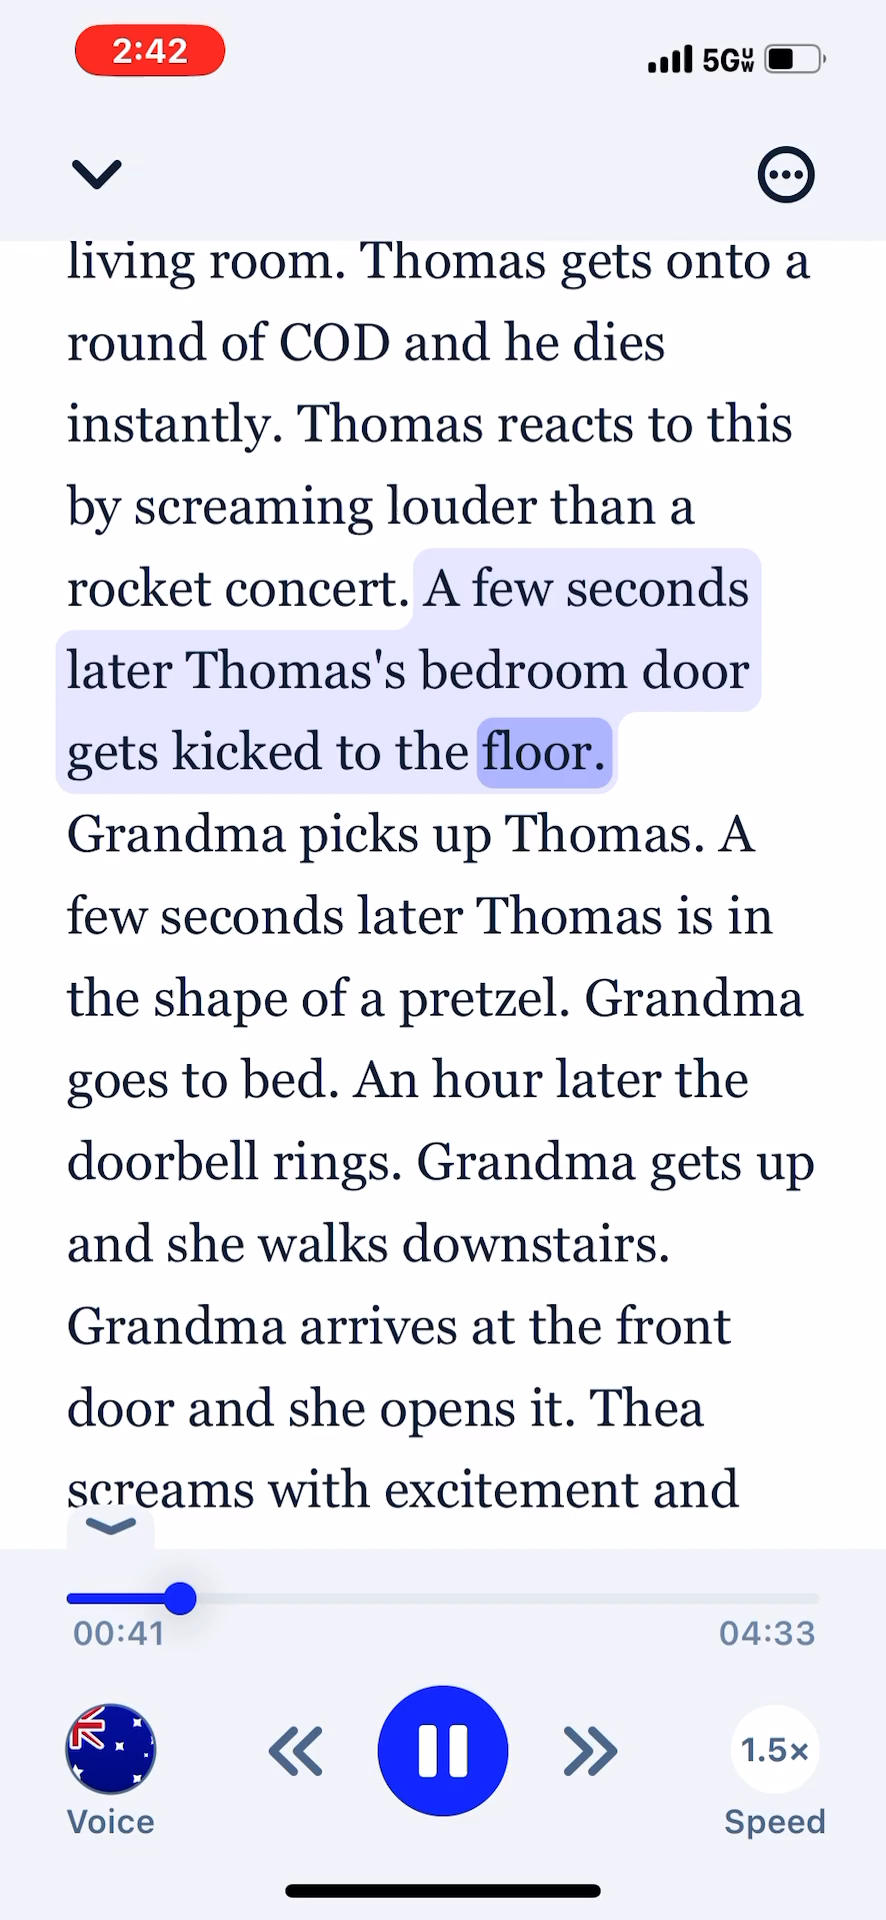 2:42
5GUW
living room. Thomas gets onto a
round of COD and he dies
instantly. Thomas reacts to this
by screaming louder than a
rocket concert. A few seconds
later Thomas's bedroom door
gets kicked to the floor.
Grandma picks up Thomas. A
few seconds later Thomas is in
the shape of a pretzel. Grandma
goes to bed. An hour later the
doorbell rings. Grandma gets up
and she walks downstairs.
Grandma arrives at the front
door and she opens it. Thea
screams with excitement and
00:41 04:33
1.5×
Voice Speed